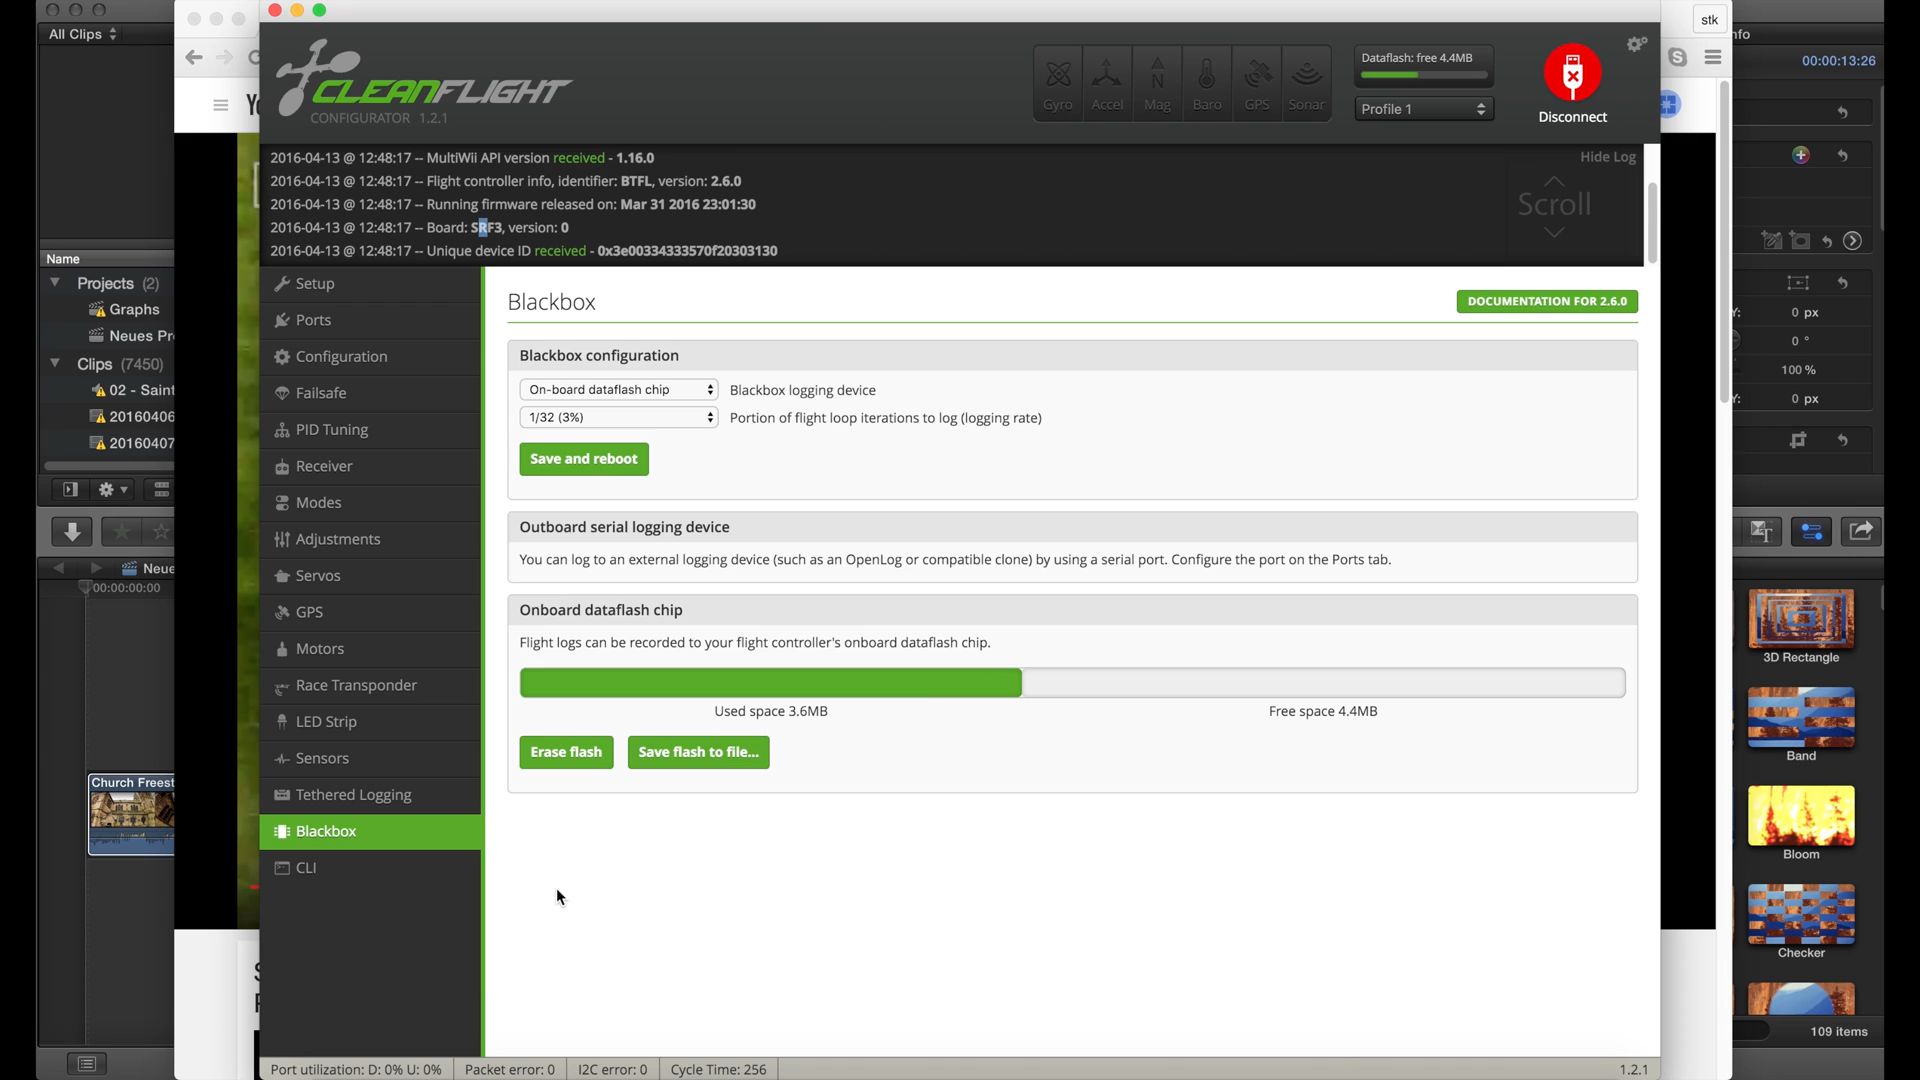 All Clips
stk
Info
00:00:13:26
CLEANFLIGHT
CONFIGURATOR 1.2.1
Gyro
Accel
Mag
Baro
GPS
Sonar
Dataflash: free 4.4MB
Profile 1
Disconnect
2016-04-13 @ 12:48:17 -- MultiWii API version received - 1.16.0
2016-04-13 @ 12:48:17 -- Flight controller info, identifier: BTFL, version: 2.6.0
2016-04-13 @ 12:48:17 -- Running firmware released on: Mar 31 2016 23:01:30
2016-04-13 @ 12:48:17 -- Board: SRF3, version: 0
2016-04-13 @ 12:48:17 -- Unique device ID received - 0x3e00334333570f20303130
Hide Log
Scroll
Name
Projects (2)
Graphs
Neues Pr
Clips (7450)
02 - Saint
20160406
20160407
Neue
00:00:00:00
Church Freest
Setup
Ports
Configuration
Failsafe
PID Tuning
Receiver
Modes
Adjustments
Servos
GPS
Motors
Race Transponder
LED Strip
Sensors
Tethered Logging
Blackbox
CLI
Blackbox
DOCUMENTATION FOR 2.6.0
Blackbox configuration
On-board dataflash chip
Blackbox logging device
1/32 (3%)
Portion of flight loop iterations to log (logging rate)
Save and reboot
Outboard serial logging device
You can log to an external logging device (such as an OpenLog or compatible clone) by using a serial port. Configure the port on the Ports tab.
Onboard dataflash chip
Flight logs can be recorded to your flight controller's onboard dataflash chip.
Used space 3.6MB
Free space 4.4MB
Erase flash
Save flash to file...
Y: 0 px
0 °
100 %
Y: 0 px
3D Rectangle
Band
Bloom
Checker
109 items
Port utilization: D: 0% U: 0%
Packet error: 0
I2C error: 0
Cycle Time: 256
1.2.1